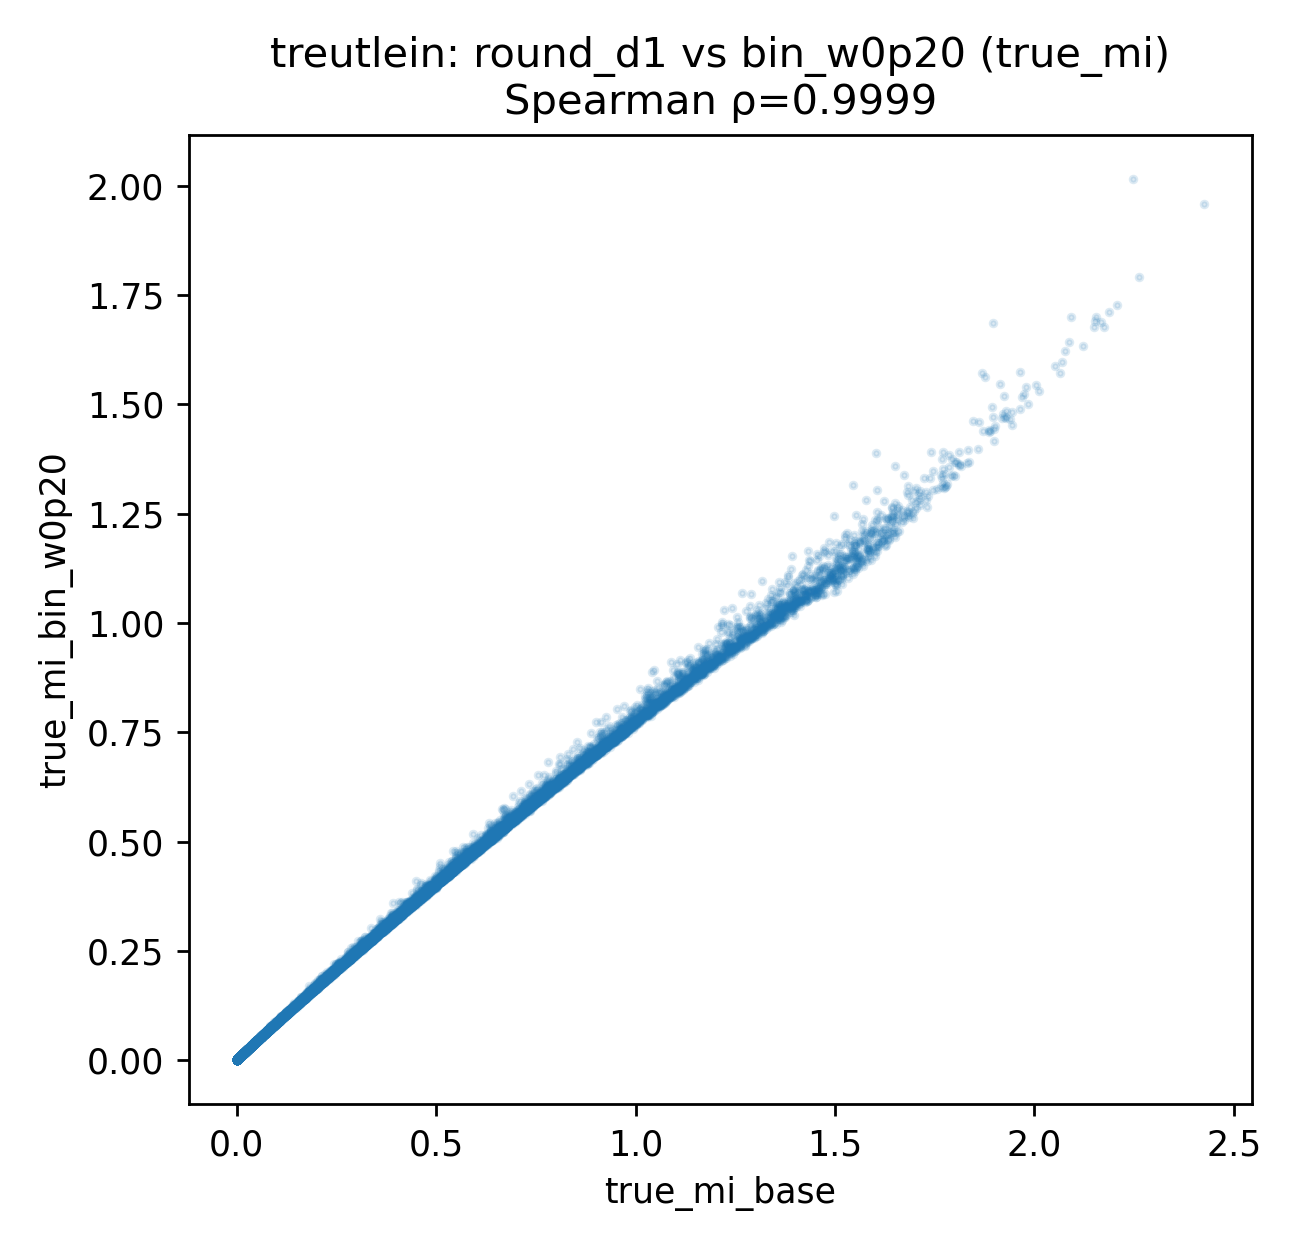 treutlein: round_d1 vs bin_w0p20 (true_mi)
Spearman ρ=0.9999
true_mi_bin_w0p20
2.00
1.75
1.50
1.25
1.00
0.75
0.50
0.25
0.00
0.0 0.5 1.0 1.5 2.0 2.5
true_mi_base